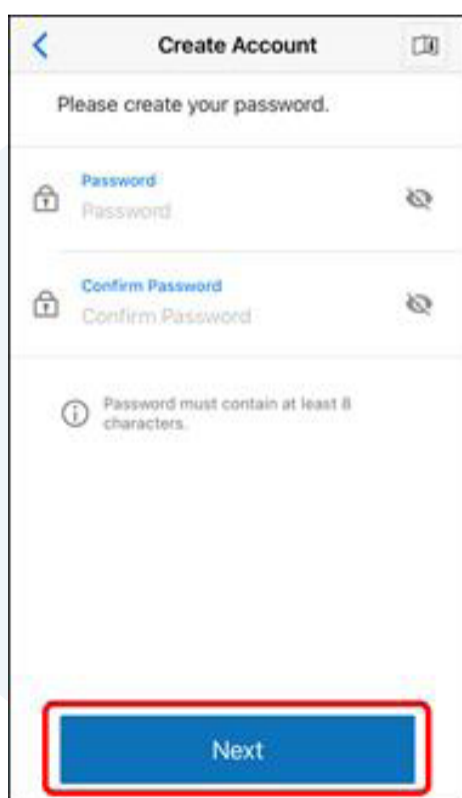 Create Account
Please create your password.
Password
Password
Confirm Password
Confirm Password
Password must contain at least 8
characters.
Next